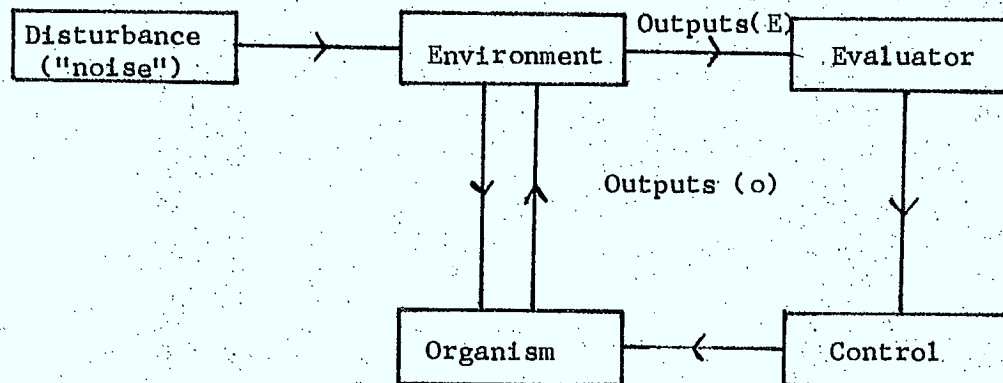 Disturbance
("noise")
Environment
Outputs(E)
Evaluator
Outputs (o)
Organism
Control